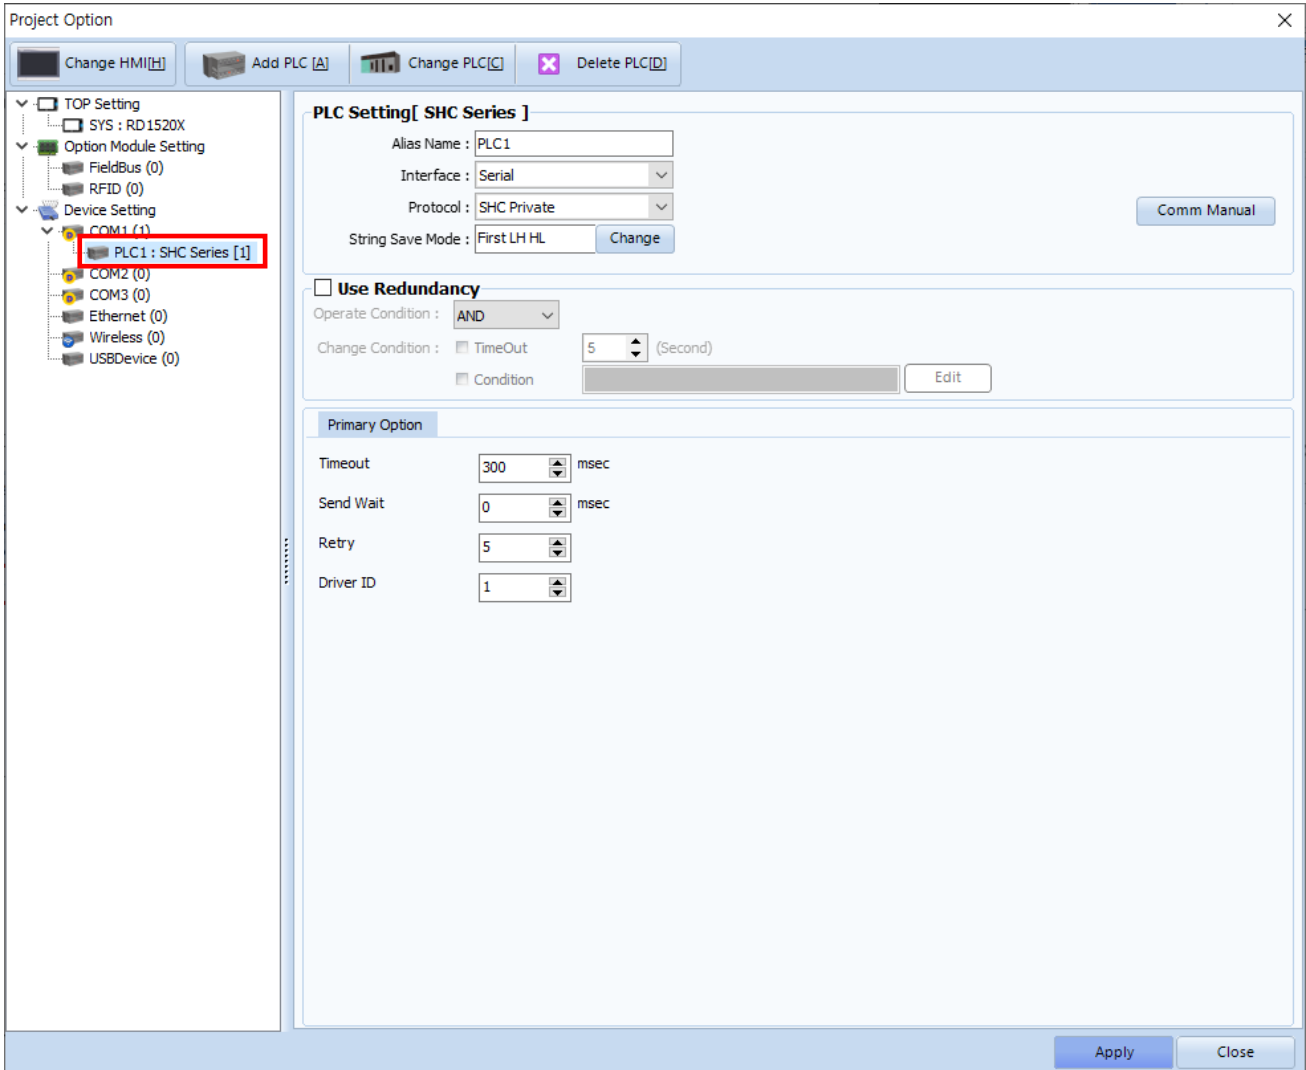 Project Option
Change HMI[H]
Add PLC [A]
Change PLC[C]
Delete PLC[D]
TOP Setting
SYS : RD1520X
Option Module Setting
FieldBus (0)
RFID (0)
Device Setting
COM1 (1)
PLC1 : SHC Series [1]
COM2 (0)
COM3 (0)
Ethernet (0)
Wireless (0)
USBDevice (0)
PLC Setting[ SHC Series ]
Alias Name : PLC1
Interface : Serial
Protocol : SHC Private
Comm Manual
String Save Mode : First LH HL Change
Use Redundancy
Operate Condition : AND
Change Condition : TimeOut 5 (Second)
Condition Edit
Primary Option
Timeout 300 msec
Send Wait 0 msec
Retry 5
Driver ID 1
Apply Close